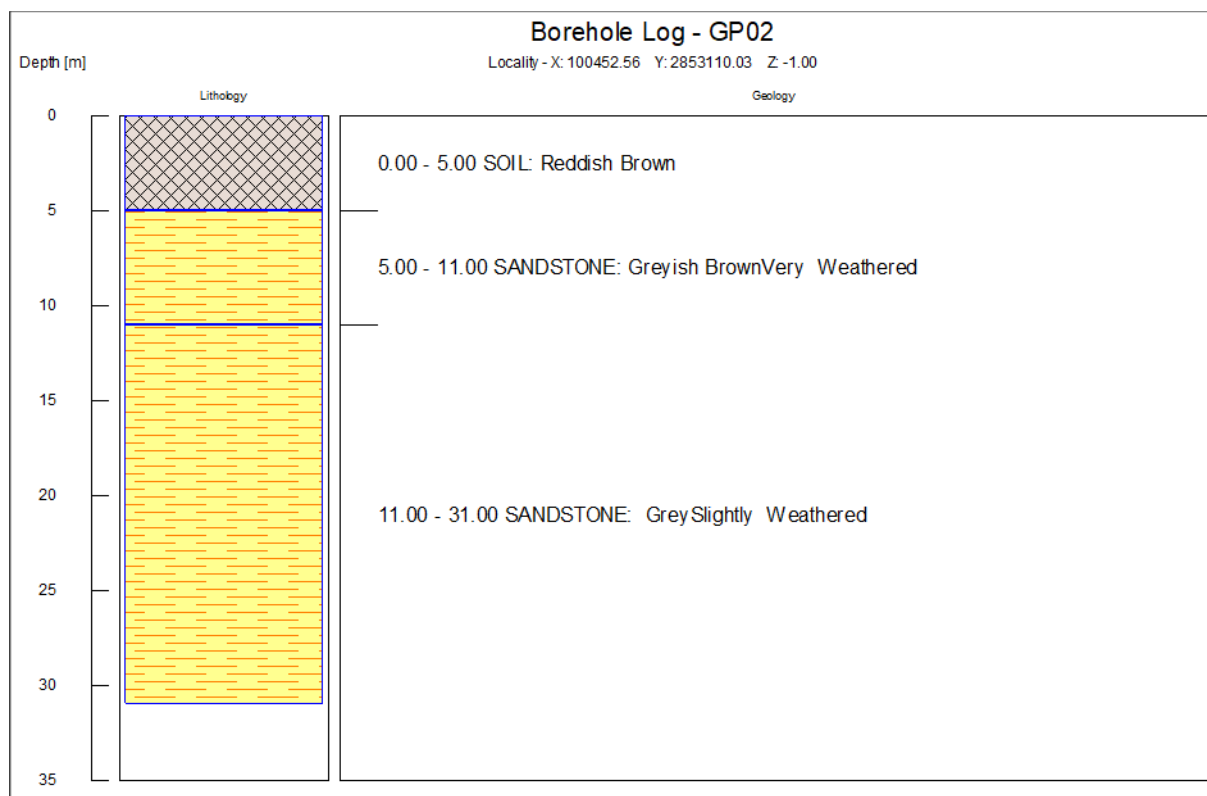 Borehole Log - GP02
Depth [m]
Locality - X: 100452.56 Y: 2853110.03 Z: -1.00
Lithology
Geology
0
0.00 - 5.00 SOIL: Reddish Brown
5
5.00 - 11.00 SANDSTONE: Greyish BrownVery Weathered
10
15
20
11.00 - 31.00 SANDSTONE: GreySlightly Weathered
25
30
35